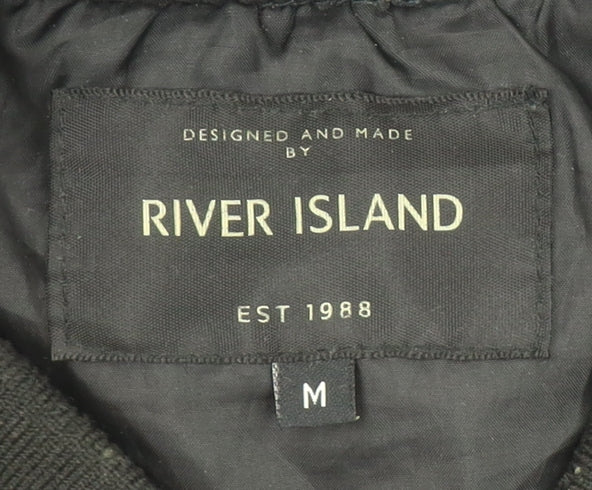 DESIGNED AND MADE
BY
RIVER ISLAND
EST 1988
M